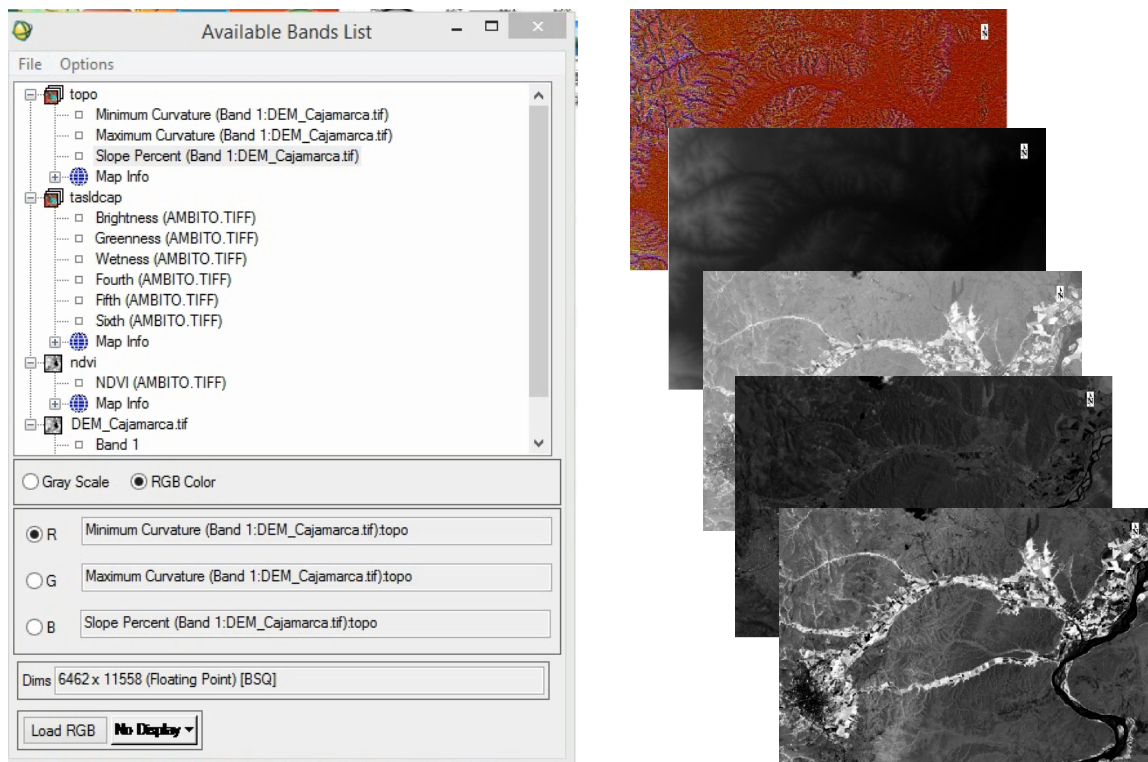 Available Bands List
File Options
topo
Minimum Curvature (Band 1:DEM_Cajamarca.tif)
Maximum Curvature (Band 1:DEM_Cajamarca.tif)
Slope Percent (Band 1:DEM_Cajamarca.tif)
Map Info
tasldcap
Brightness (AMBITO.TIFF)
Greenness (AMBITO.TIFF)
Wetness (AMBITO.TIFF)
Fourth (AMBITO.TIFF)
Fifth (AMBITO.TIFF)
Sixth (AMBITO.TIFF)
Map Info
ndvi
NDVI (AMBITO.TIFF)
Map Info
DEM_Cajamarca.tif
Band 1
Gray Scale RGB Color
R Minimum Curvature (Band 1:DEM_Cajamarca.tif):topo
G Maximum Curvature (Band 1:DEM_Cajamarca.tif):topo
B Slope Percent (Band 1:DEM_Cajamarca.tif):topo
Dims 6462 x 11558 (Floating Point) [BSQ]
Load RGB No Display
N
N
N
N
N